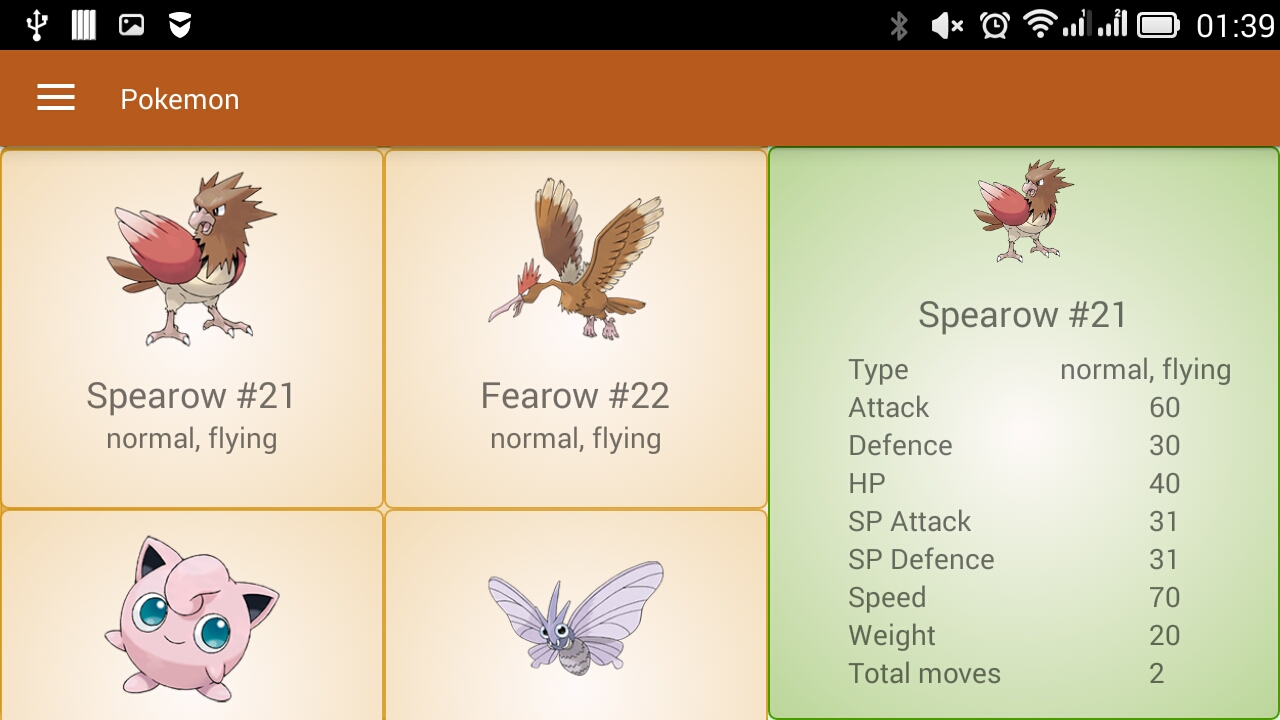 01:39
Pokemon
Spearow #21
normal, flying
Fearow #22
normal, flying
Spearow #21
Type normal, flying
Attack 60
Defence 30
HP 40
SP Attack 31
SP Defence 31
Speed 70
Weight 20
Total moves 2